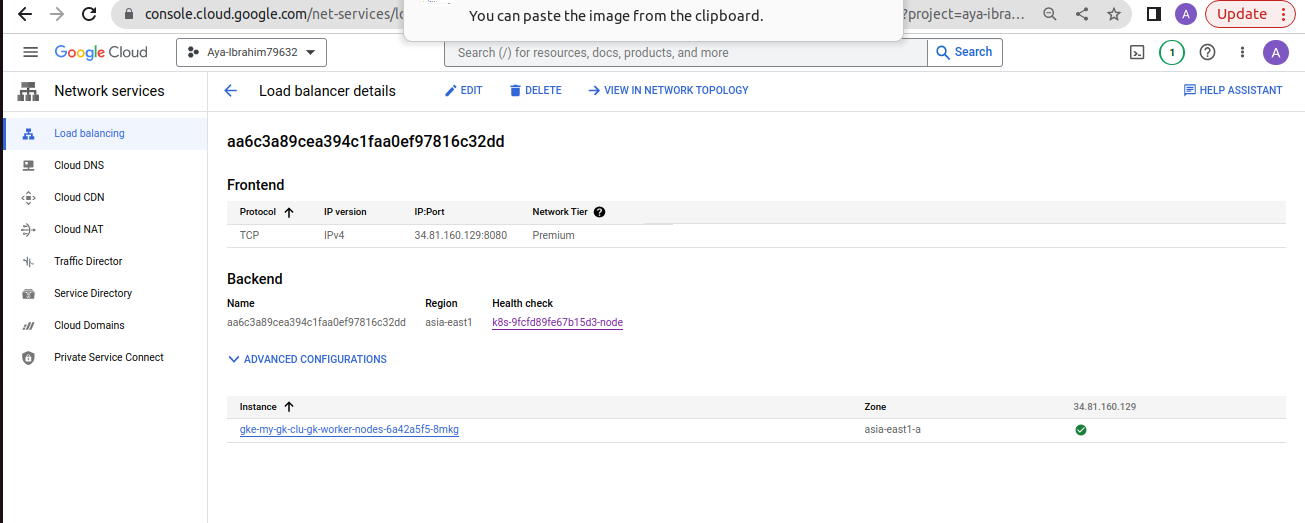 console.cloud.google.com/net-services/lo
You can paste the image from the clipboard.
?project=aya-ibra...
A
Update
Google Cloud
Aya-Ibrahim79632
Search (/) for resources, docs, products, and more
Search
1
A
Network services
Load balancer details
EDIT
DELETE
VIEW IN NETWORK TOPOLOGY
HELP ASSISTANT
Load balancing
Cloud DNS
Cloud CDN
Cloud NAT
Traffic Director
Service Directory
Cloud Domains
Private Service Connect
aa6c3a89cea394c1faa0ef97816c32dd
Frontend
Protocol IP version IP:Port Network Tier
TCP IPv4 34.81.160.129:8080 Premium
Backend
Name Region Health check
aa6c3a89cea394c1faa0ef97816c32dd asia-east1 k8s-9fcfd89fe67b15d3-node
ADVANCED CONFIGURATIONS
Instance Zone 34.81.160.129
gke-my-gk-clu-gk-worker-nodes-6a42a5f5-8mkg asia-east1-a